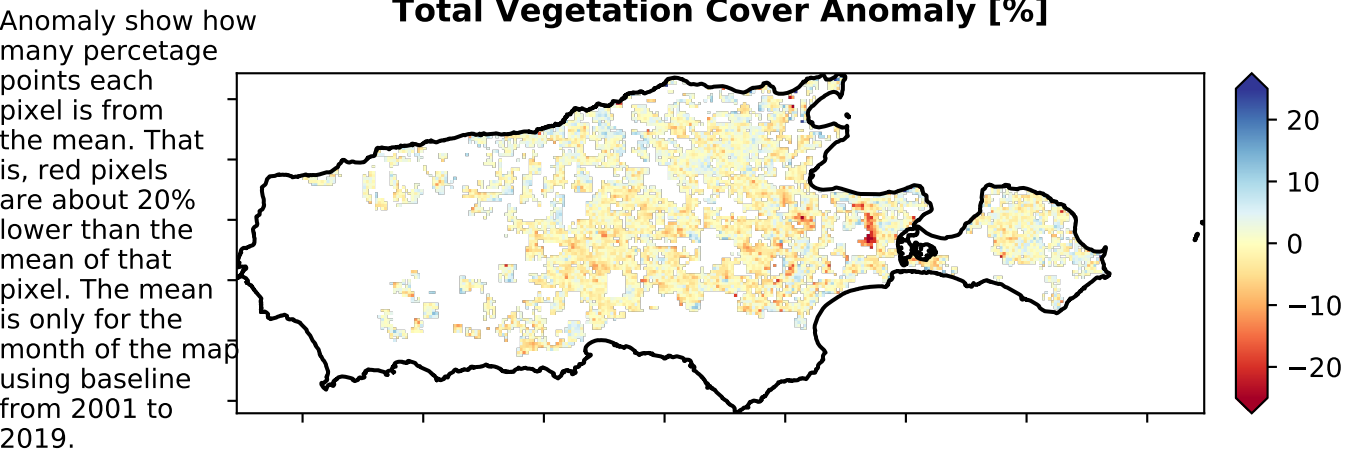 Total Vegetation Cover Anomaly [%]
Anomaly show how
many percetage
points each
pixel is from
the mean. That
is, red pixels
are about 20%
lower than the
mean of that
pixel. The mean
is only for the
month of the map
using baseline
from 2001 to
2019.
20
10
0
−10
−20